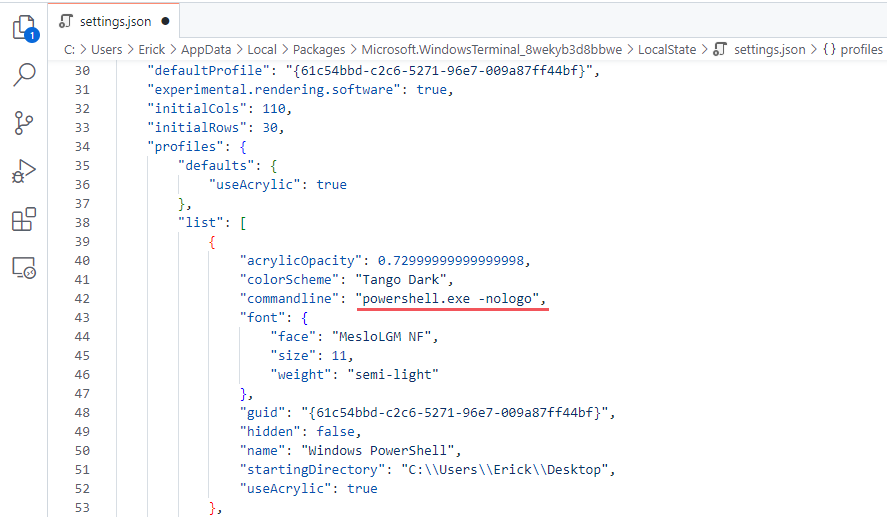 settings.json ●
1
C: > Users > Erick > AppData > Local > Packages > Microsoft.WindowsTerminal_8wekyb3d8bbwe > LocalState > settings.json > {} profiles
30 "defaultProfile": "{61c54bbd-c2c6-5271-96e7-009a87ff44bf}",
31 "experimental.rendering.software": true,
32 "initialCols": 110,
33 "initialRows": 30,
34 "profiles": {
35 "defaults": {
36 "useAcrylic": true
37 },
38 "list": [
39 {
40 "acrylicOpacity": 0.72999999999999998,
41 "colorScheme": "Tango Dark",
42 "commandline": "powershell.exe -nologo",
43 "font": {
44 "face": "MesloLGM NF",
45 "size": 11,
46 "weight": "semi-light"
47 },
48 "guid": "{61c54bbd-c2c6-5271-96e7-009a87ff44bf}",
49 "hidden": false,
50 "name": "Windows PowerShell",
51 "startingDirectory": "C:\\Users\\Erick\\Desktop",
52 "useAcrylic": true
53 },